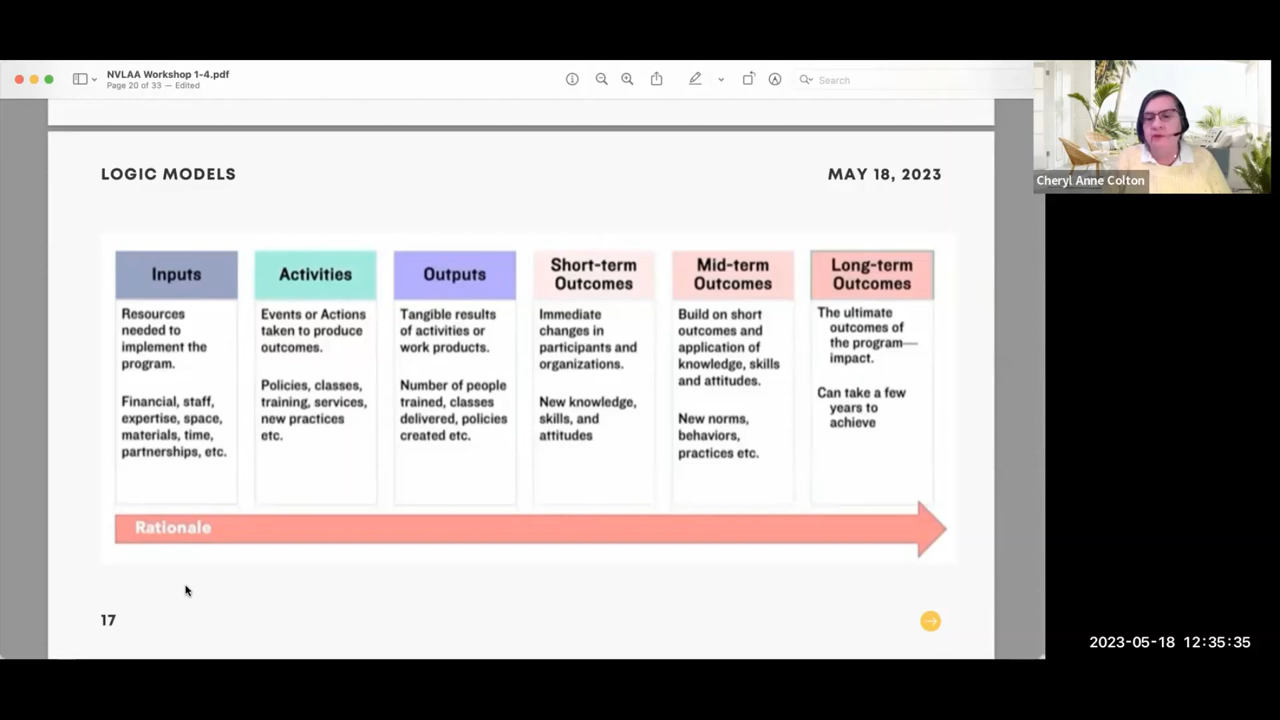 NVLAA Workshop 1-4.pdf
Page 20 of 33 — Edited
Search
Cheryl Anne Colton
LOGIC MODELS
MAY 18, 2023
Inputs
Resources
needed to
implement the
program.
Financial, staff,
expertise, space,
materials, time,
partnerships, etc.
Activities
Events or Actions
taken to produce
outcomes.
Policies, classes,
training, services,
new practices
etc.
Outputs
Tangible results
of activities or
work products.
Number of people
trained, classes
delivered, policies
created etc.
Short-term
Outcomes
Immediate
changes in
participants and
organizations.
New knowledge,
skills, and
attitudes
Mid-term
Outcomes
Build on short
outcomes and
application of
knowledge, skills
and attitudes.
New norms,
behaviors,
practices etc.
Long-term
Outcomes
The ultimate
outcomes of
the program—
impact.
Can take a few
years to
achieve
Rationale
17
2023-05-18 12:35:35